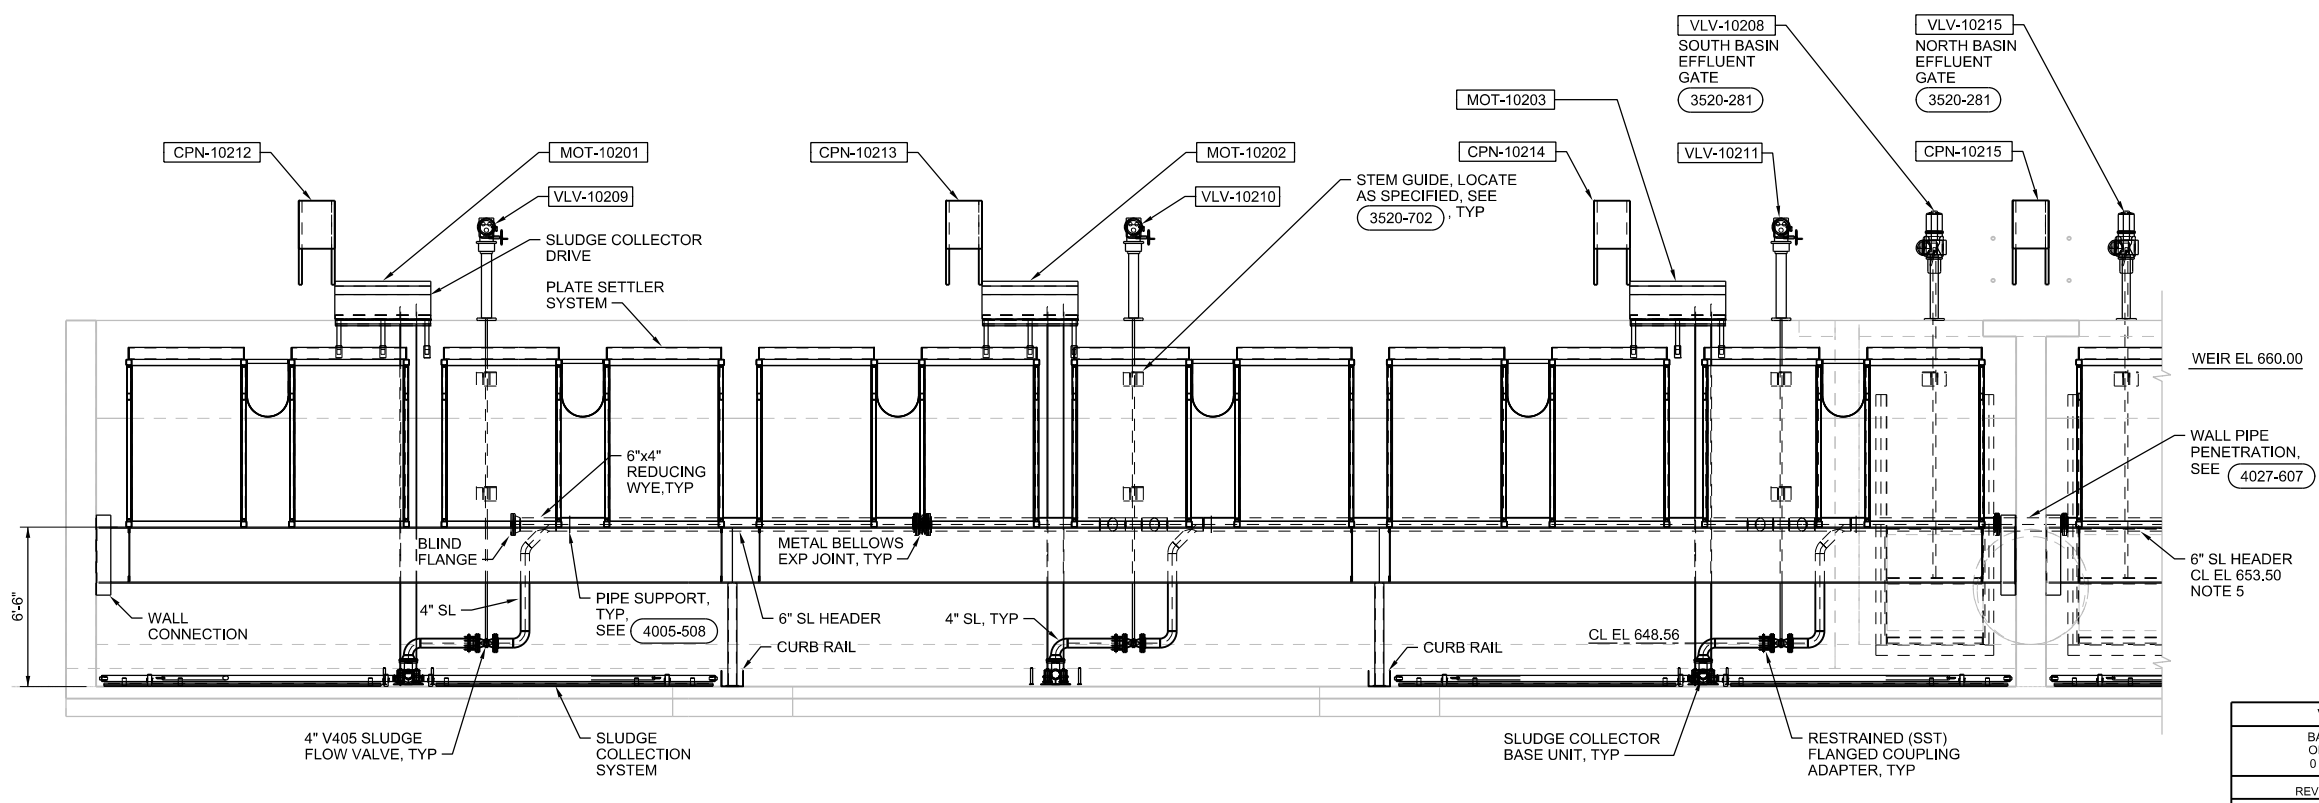 VLV-10208
SOUTH BASIN
EFFLUENT
GATE
3520-281
VLV-10215
NORTH BASIN
EFFLUENT
GATE
3520-281
MOT-10203
CPN-10212
MOT-10201
CPN-10213
MOT-10202
CPN-10214
VLV-10211
CPN-10215
VLV-10209
VLV-10210
STEM GUIDE, LOCATE
AS SPECIFIED, SEE
3520-702 , TYP
SLUDGE COLLECTOR
DRIVE
PLATE SETTLER
SYSTEM
WEIR EL 660.00
6"x4"
REDUCING
WYE,TYP
WALL PIPE
PENETRATION,
SEE 4027-607
BLIND
FLANGE
METAL BELLOWS
EXP JOINT, TYP
6" SL HEADER
CL EL 653.50
NOTE 5
6'-6"
WALL
CONNECTION
4" SL
PIPE SUPPORT,
TYP,
SEE 4005-508
6" SL HEADER
4" SL, TYP
CURB RAIL
CURB RAIL
CL EL 648.56
4" V405 SLUDGE
FLOW VALVE, TYP
SLUDGE
COLLECTION
SYSTEM
SLUDGE COLLECTOR
BASE UNIT, TYP
RESTRAINED (SST)
FLANGED COUPLING
ADAPTER, TYP
0
REV